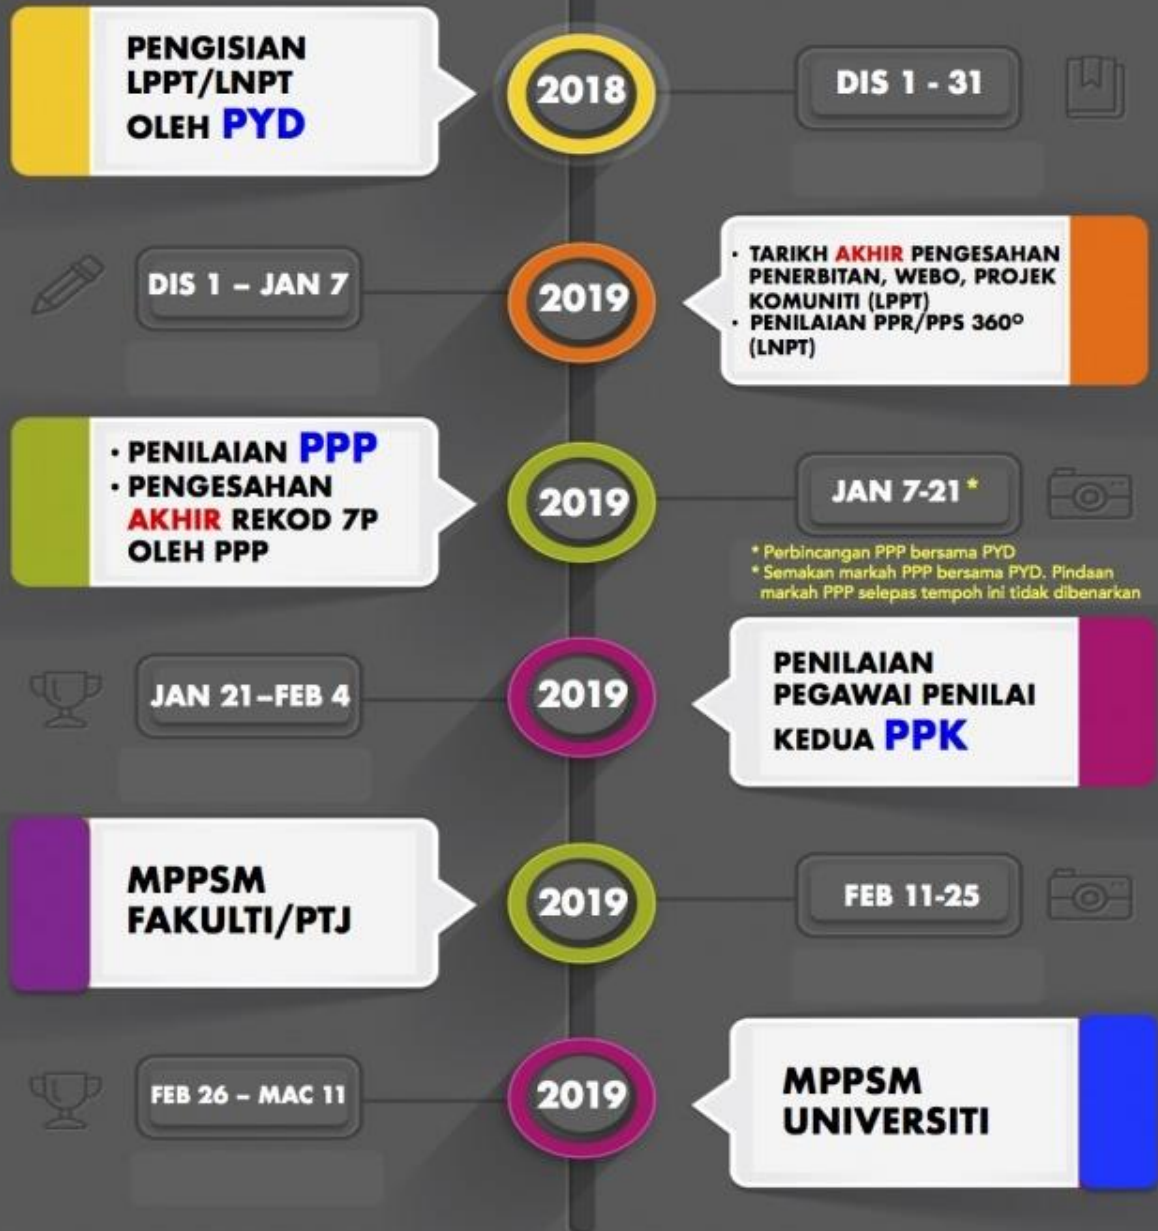 PENGISIAN
LPPT/LNPT
OLEH PYD
2018
DIS 1 - 31
DIS 1 – JAN 7
2019
· TARIKH AKHIR PENGESAHAN
PENERBITAN, WEBO, PROJEK
KOMUNITI (LPPT)
· PENILAIAN PPR/PPS 360°
(LNPT)
· PENILAIAN PPP
· PENGESAHAN
AKHIR REKOD 7P
OLEH PPP
2019
JAN 7-21*
* Perbincangan PPP bersama PYD
* Semakan markah PPP bersama PYD. Pindaan
markah PPP selepas tempoh ini tidak dibenarkan
JAN 21–FEB 4
2019
PENILAIAN
PEGAWAI PENILAI
KEDUA PPK
MPPSM
FAKULTI/PTJ
2019
FEB 11-25
FEB 26 – MAC 11
2019
MPPSM
UNIVERSITI